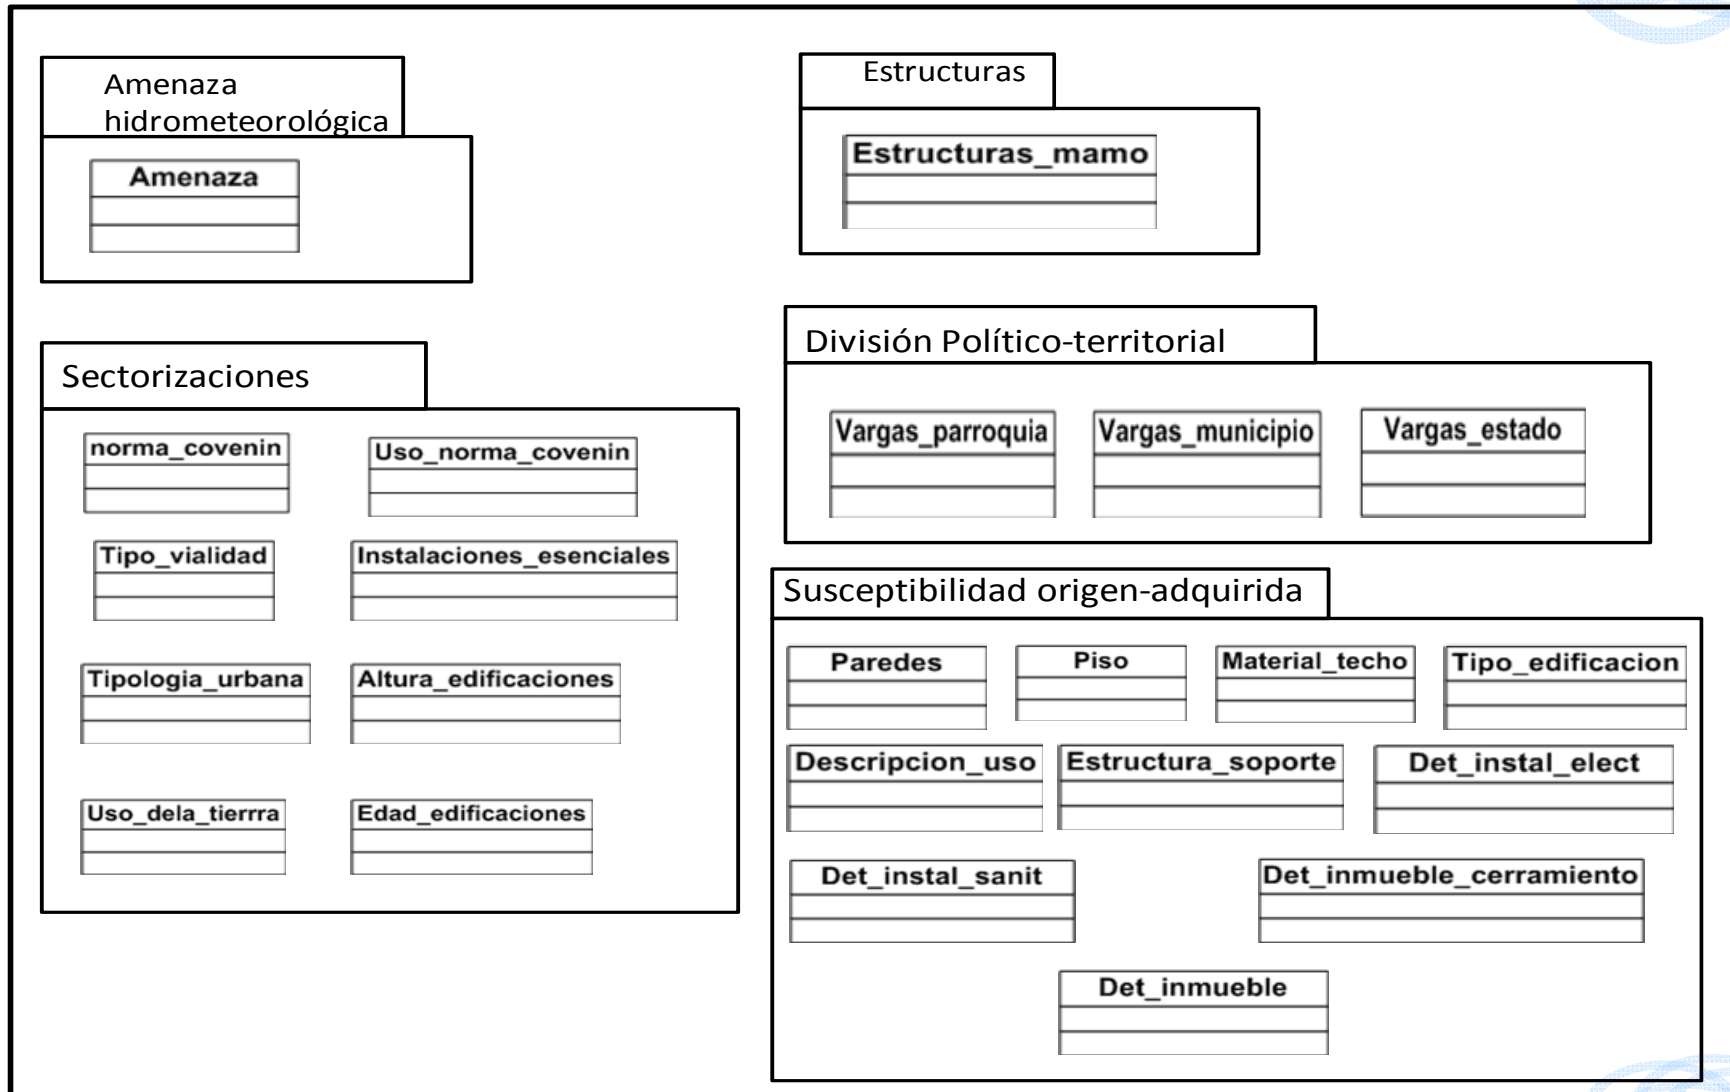 Amenaza
hidrometeorológica
Amenaza
Estructuras
Estructuras_mamo
Sectorizaciones
norma_covenin
Uso_norma_covenin
Tipo_vialidad
Instalaciones_esenciales
Tipologia_urbana
Altura_edificaciones
Uso_dela_tierrra
Edad_edificaciones
División Político-territorial
Vargas_parroquia
Vargas_municipio
Vargas_estado
Susceptibilidad origen-adquirida
Paredes
Piso
Material_techo
Tipo_edificacion
Descripcion_uso
Estructura_soporte
Det_instal_elect
Det_instal_sanit
Det_inmueble_cerramiento
Det_inmueble